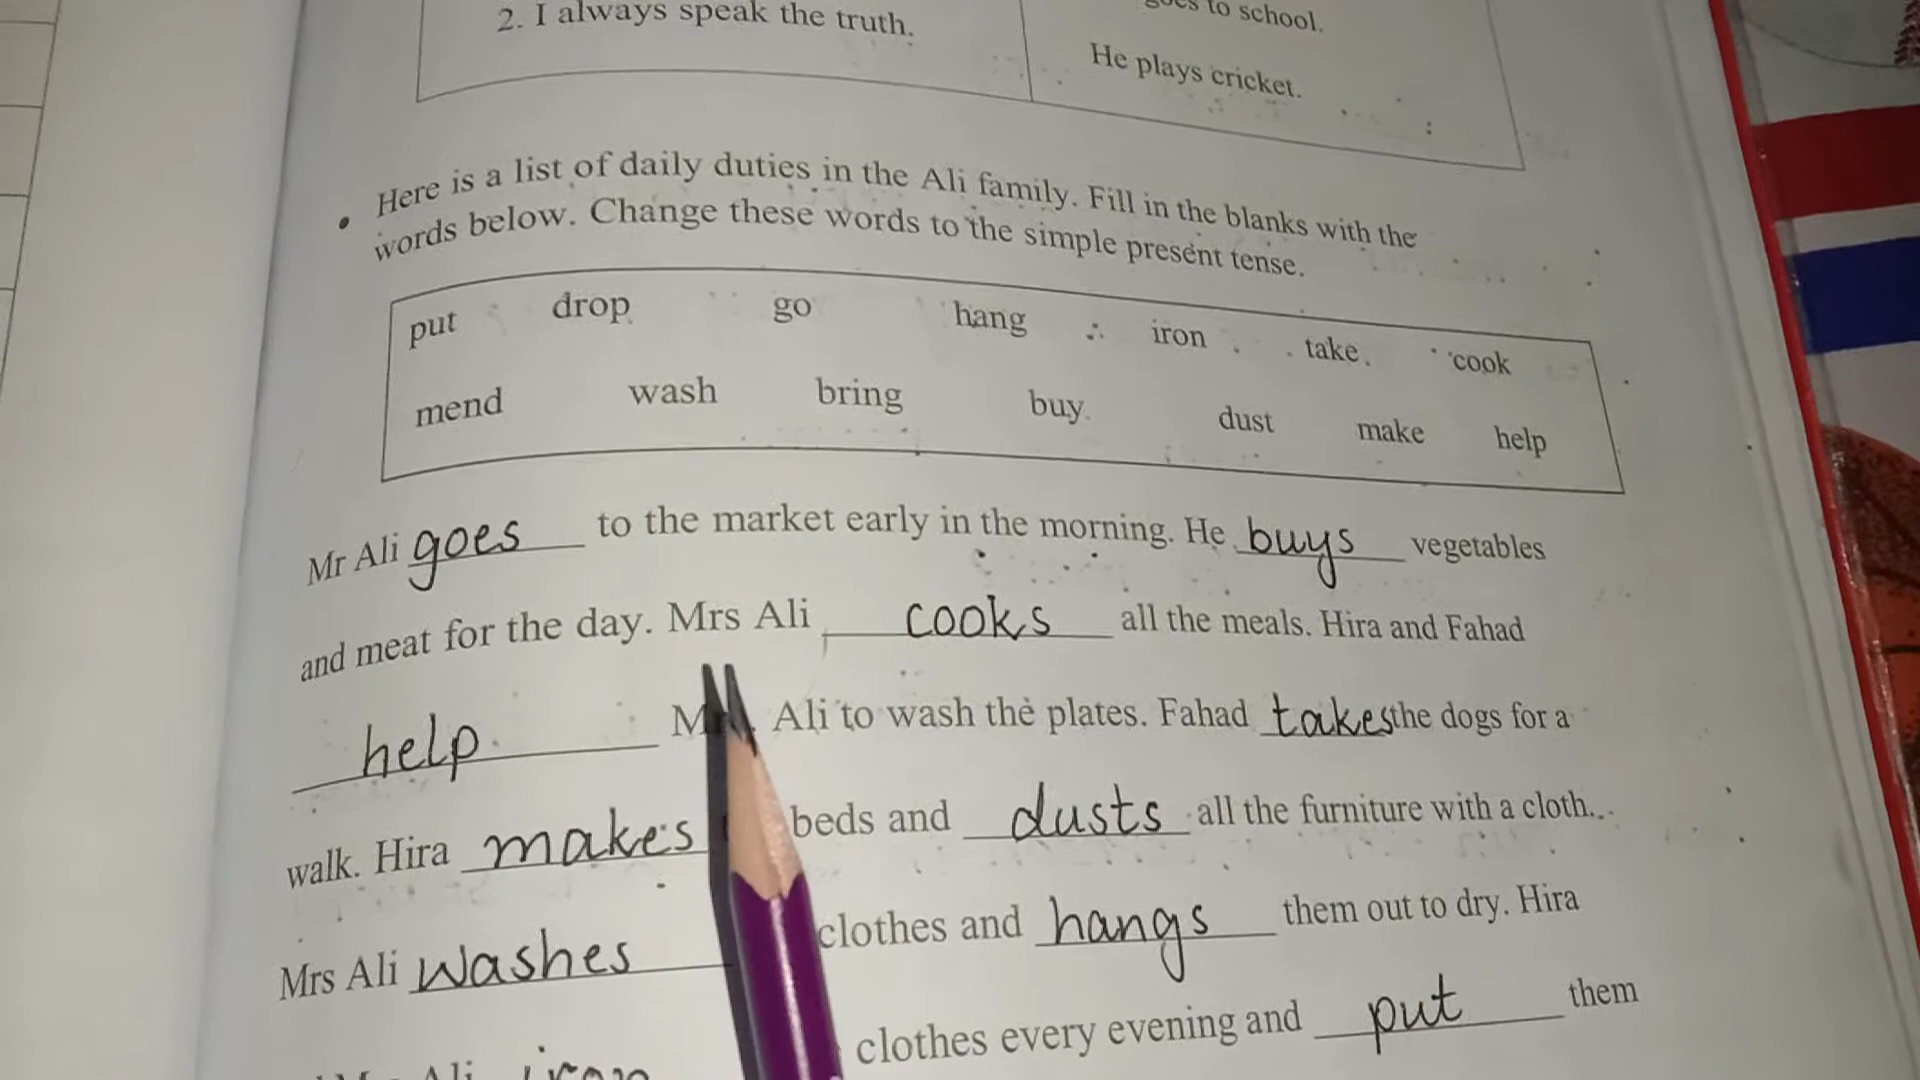 2. I always speak the truth.
to school.
He plays cricket.
• Here is a list of daily duties in the Ali family. Fill in the blanks with the
words below. Change these words to the simple present tense.
put drop go hang iron take cook
mend wash bring buy dust make help
Mr Ali goes to the market early in the morning. He buys vegetables
and meat for the day. Mrs Ali cooks all the meals. Hira and Fahad
help Ali to wash the plates. Fahad takes the dogs for a
walk. Hira makes beds and dusts all the furniture with a cloth.
Mrs Ali washes clothes and hangs them out to dry. Hira
Ali iron clothes every evening and put them